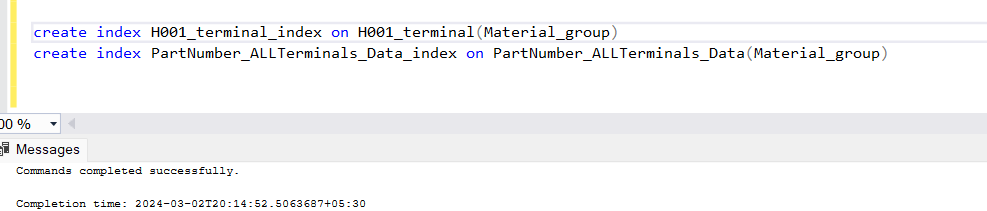 create index H001_terminal_index on H001_terminal(Material_group)
create index PartNumber_ALLTerminals_Data_index on PartNumber_ALLTerminals_Data(Material_group)
00 %
Messages
Commands completed successfully.
Completion time: 2024-03-02T20:14:52.5063687+05:30